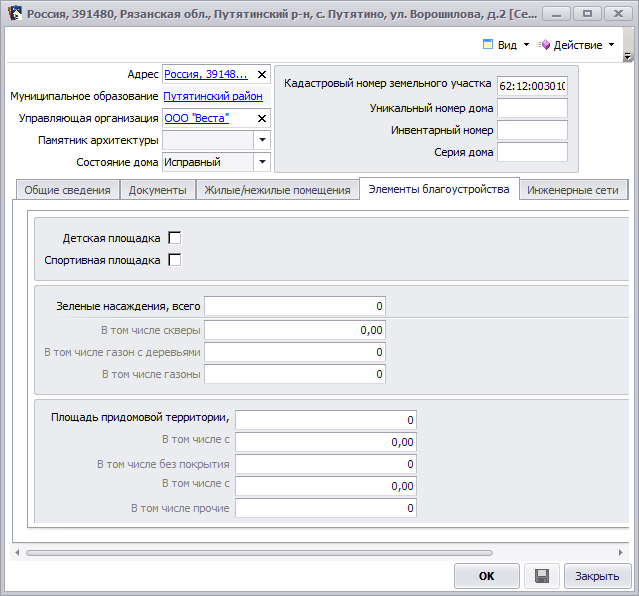 Россия, 391480, Рязанская обл., Путятинский р-н, с. Путятино, ул. Ворошилова, д.2 [Се...
Вид Действие
Адрес Россия, 39148...
Муниципальное образование Путятинский район
Управляющая организация ООО "Веста"
Памятник архитектуры
Состояние дома Исправный
Кадастровый номер земельного участка 62:12:003010
Уникальный номер дома
Инвентарный номер
Серия дома
Общие сведения Документы Жилые/нежилые помещения Элементы благоустройства Инженерные сети
Детская площадка
Спортивная площадка
Зеленые насаждения, всего 0
В том числе скверы 0,00
В том числе газон с деревьями 0
В том числе газоны 0
Площадь придомовой территории, 0
В том числе с 0,00
В том числе без покрытия 0
В том числе с 0,00
В том числе прочие 0
OK Закрыть